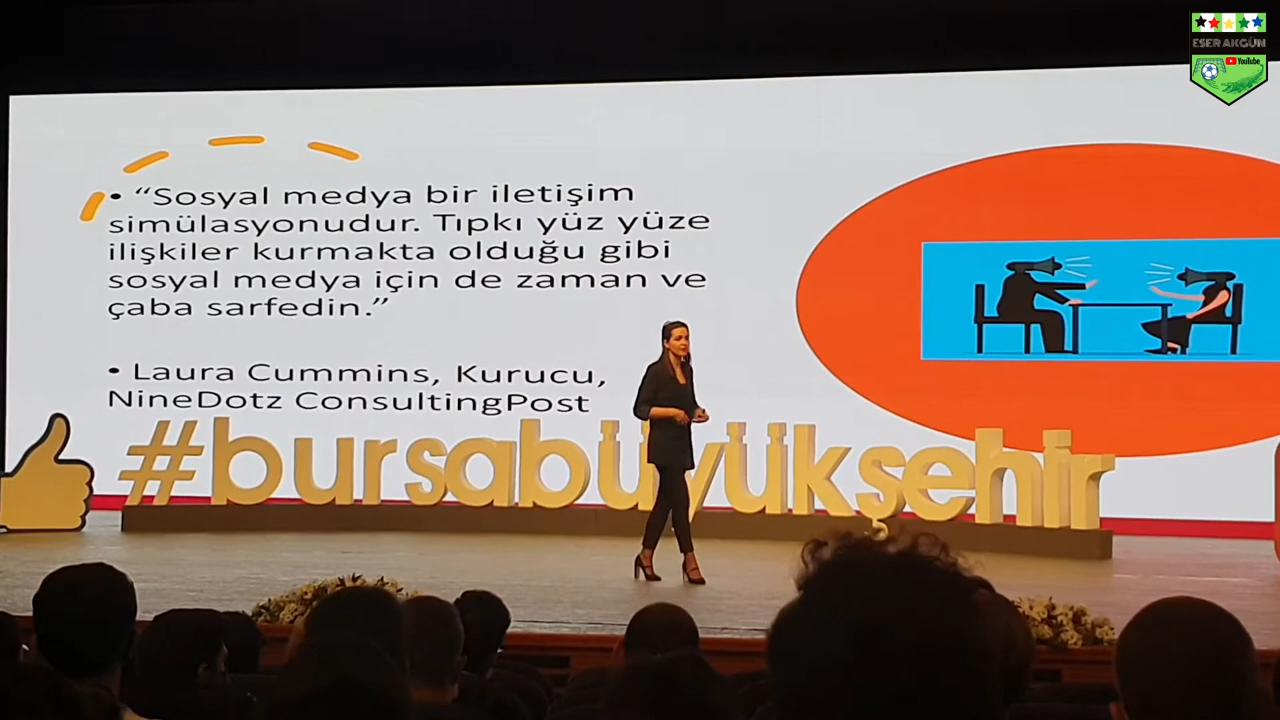 ESER AKGÜN
YouTube
• “Sosyal medya bir iletişim
simülasyonudur. Tıpkı yüz yüze
ilişkiler kurmakta olduğu gibi
sosyal medya için de zaman ve
çaba sarfedin.”
• Laura Cummins, Kurucu,
NineDotz ConsultingPost
#bursabüyükşehir